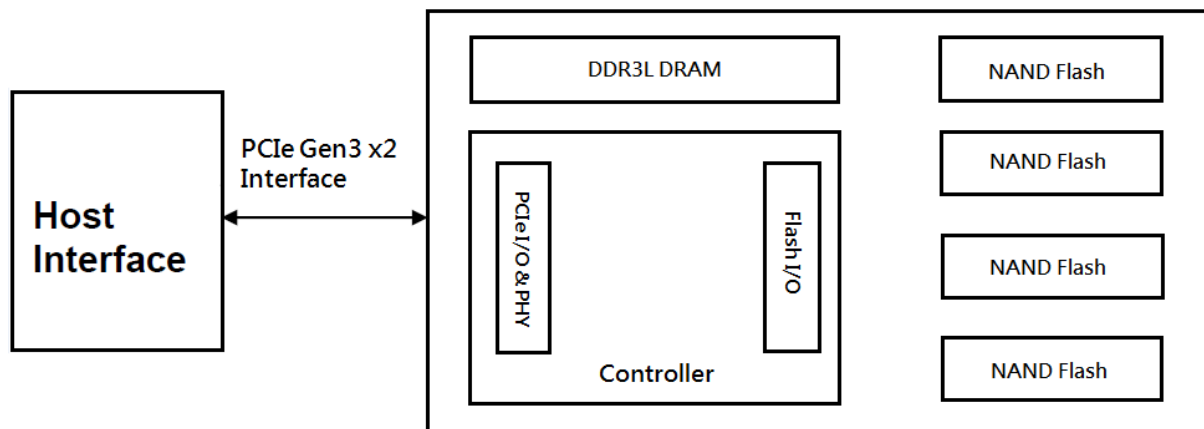 Host
Interface
PCIe Gen3 x2
Interface
DDR3L DRAM
PCIe I/O & PHY
Flash I/O
Controller
NAND Flash
NAND Flash
NAND Flash
NAND Flash